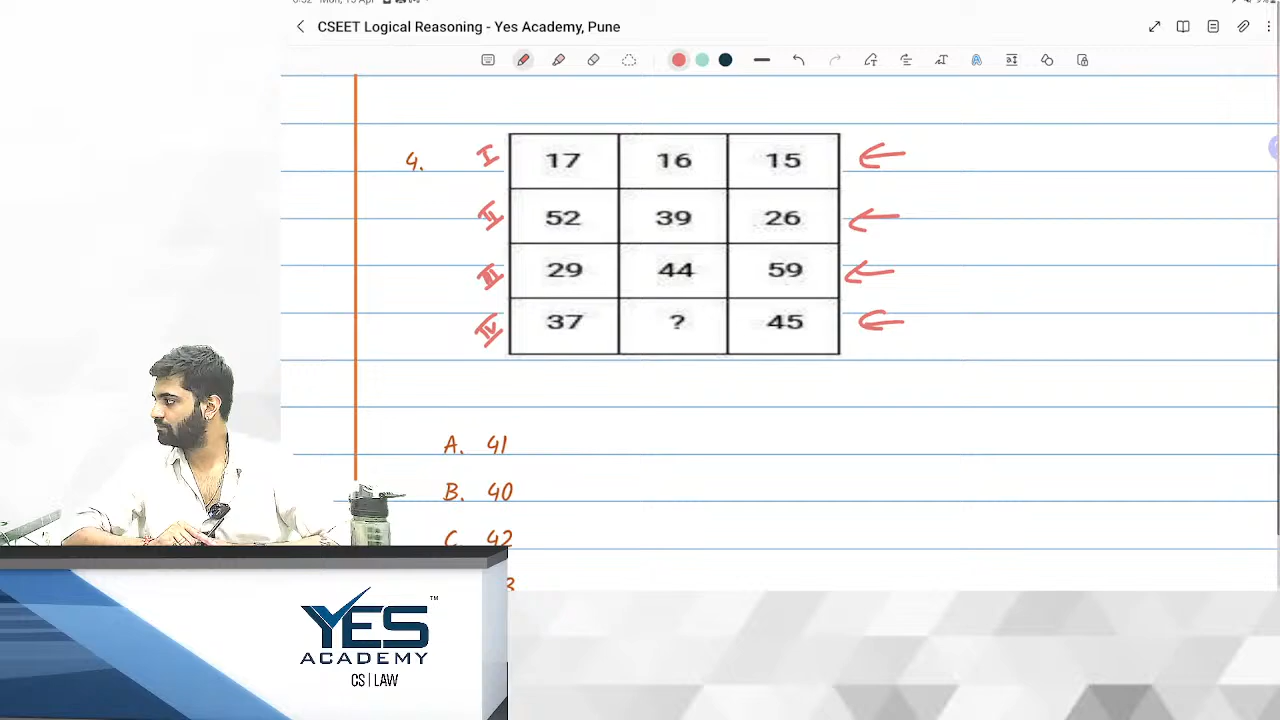 CSEET Logical Reasoning - Yes Academy, Pune
4.
I 17 16 15
II 52 39 26
III 29 44 59
IV 37 ? 45
A. 41
B. 40
C. 42
YES
ACADEMY
CS | LAW
TM